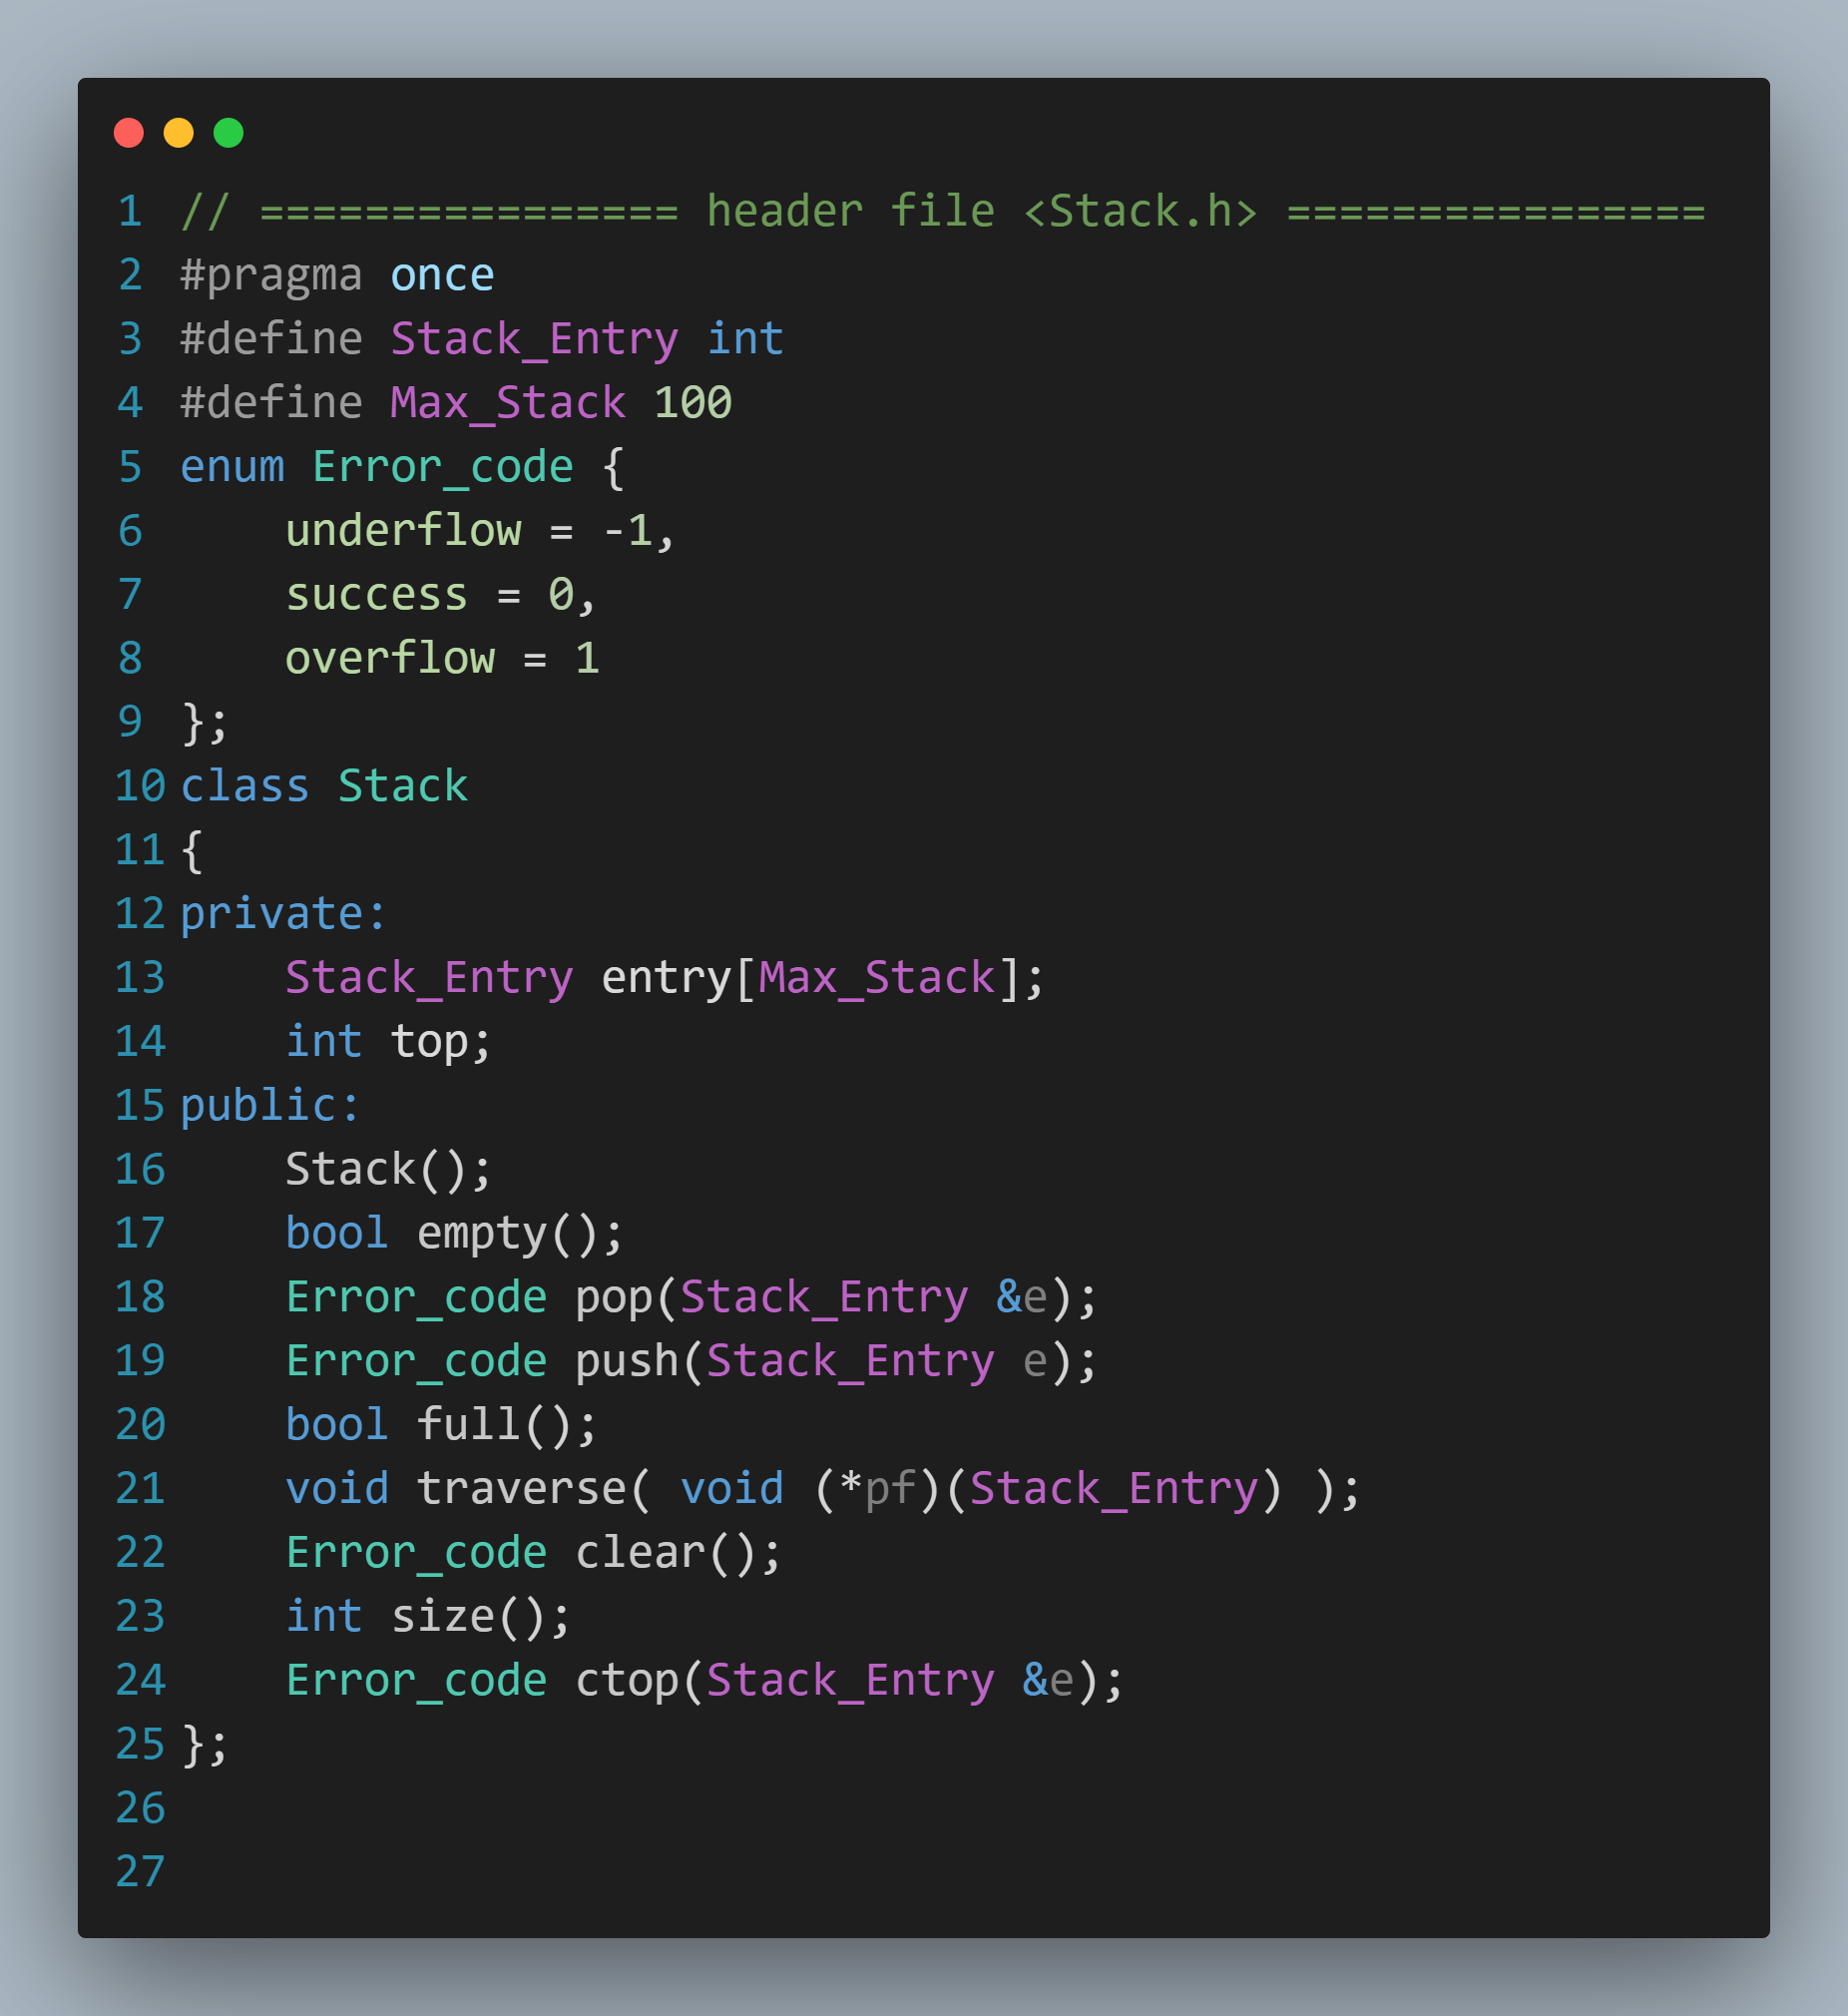 1 // ================ header file <Stack.h> ================
2 #pragma once
3 #define Stack_Entry int
4 #define Max_Stack 100
5 enum Error_code {
6     underflow = -1,
7     success = 0,
8     overflow = 1
9 };
10 class Stack
11 {
12 private:
13     Stack_Entry entry[Max_Stack];
14     int top;
15 public:
16     Stack();
17     bool empty();
18     Error_code pop(Stack_Entry &e);
19     Error_code push(Stack_Entry e);
20     bool full();
21     void traverse( void (*pf)(Stack_Entry) );
22     Error_code clear();
23     int size();
24     Error_code ctop(Stack_Entry &e);
25 };
26
27